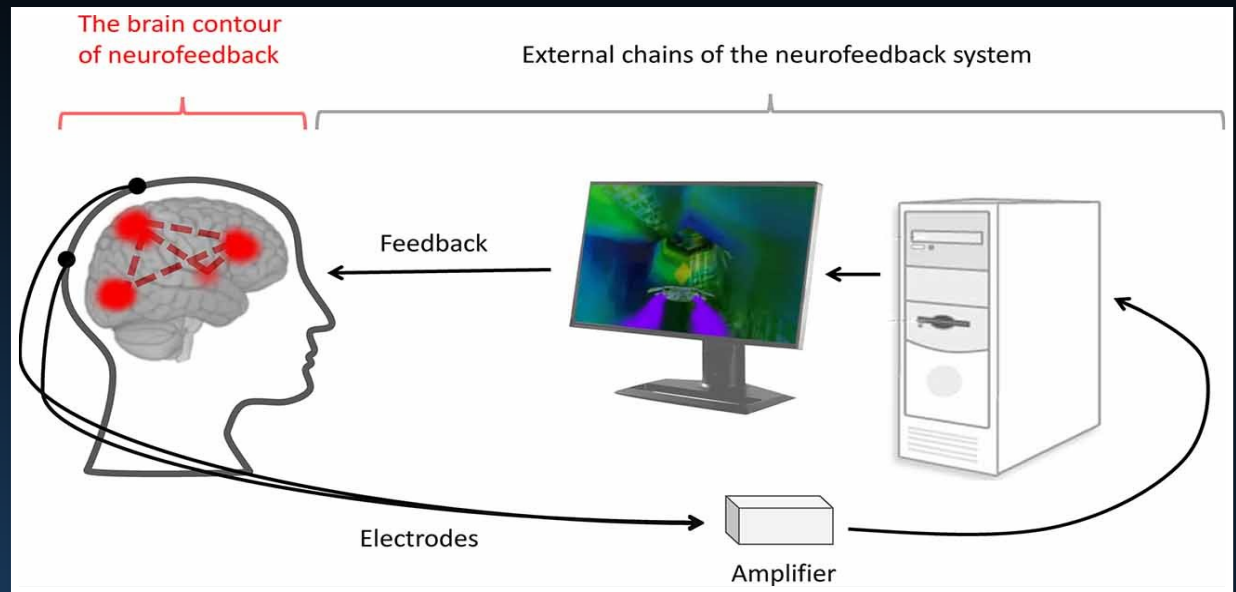 The brain contour
of neurofeedback
External chains of the neurofeedback system
Feedback
Electrodes
Amplifier